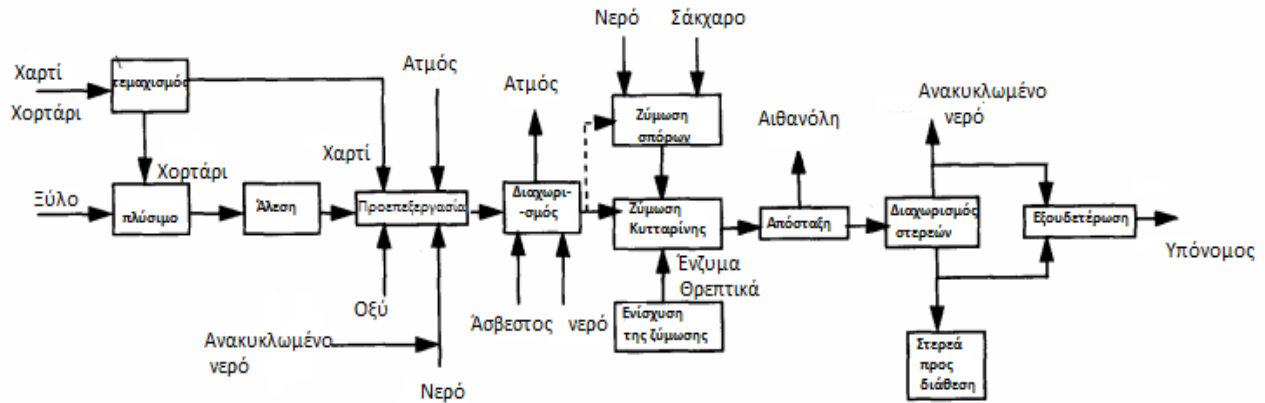 Νερό
Σάκχαρο
Χαρτί
Χορτάρι
τεμαχισμός
Ατμός
Ατμός
Ζύμωση
σπόρων
Αιθανόλη
Ανακυκλωμένο
νερό
Χαρτί
Ξύλο
πλύσιμο
Χορτάρι
Άλεση
Προεπεξεργασία
Διαχωρι-
-σμός
Ζύμωση
Κυτταρίνης
Απόσταξη
Διαχωρισμός
στερεών
Εξουδετέρωση
Υπόνομος
Οξύ
Ανακυκλωμένο
νερό
Νερό
Άσβεστος
νερό
Ένζυμα
Θρεπτικά
Ενίσχυση
της ζύμωσης
Στερεά
προς
διάθεση